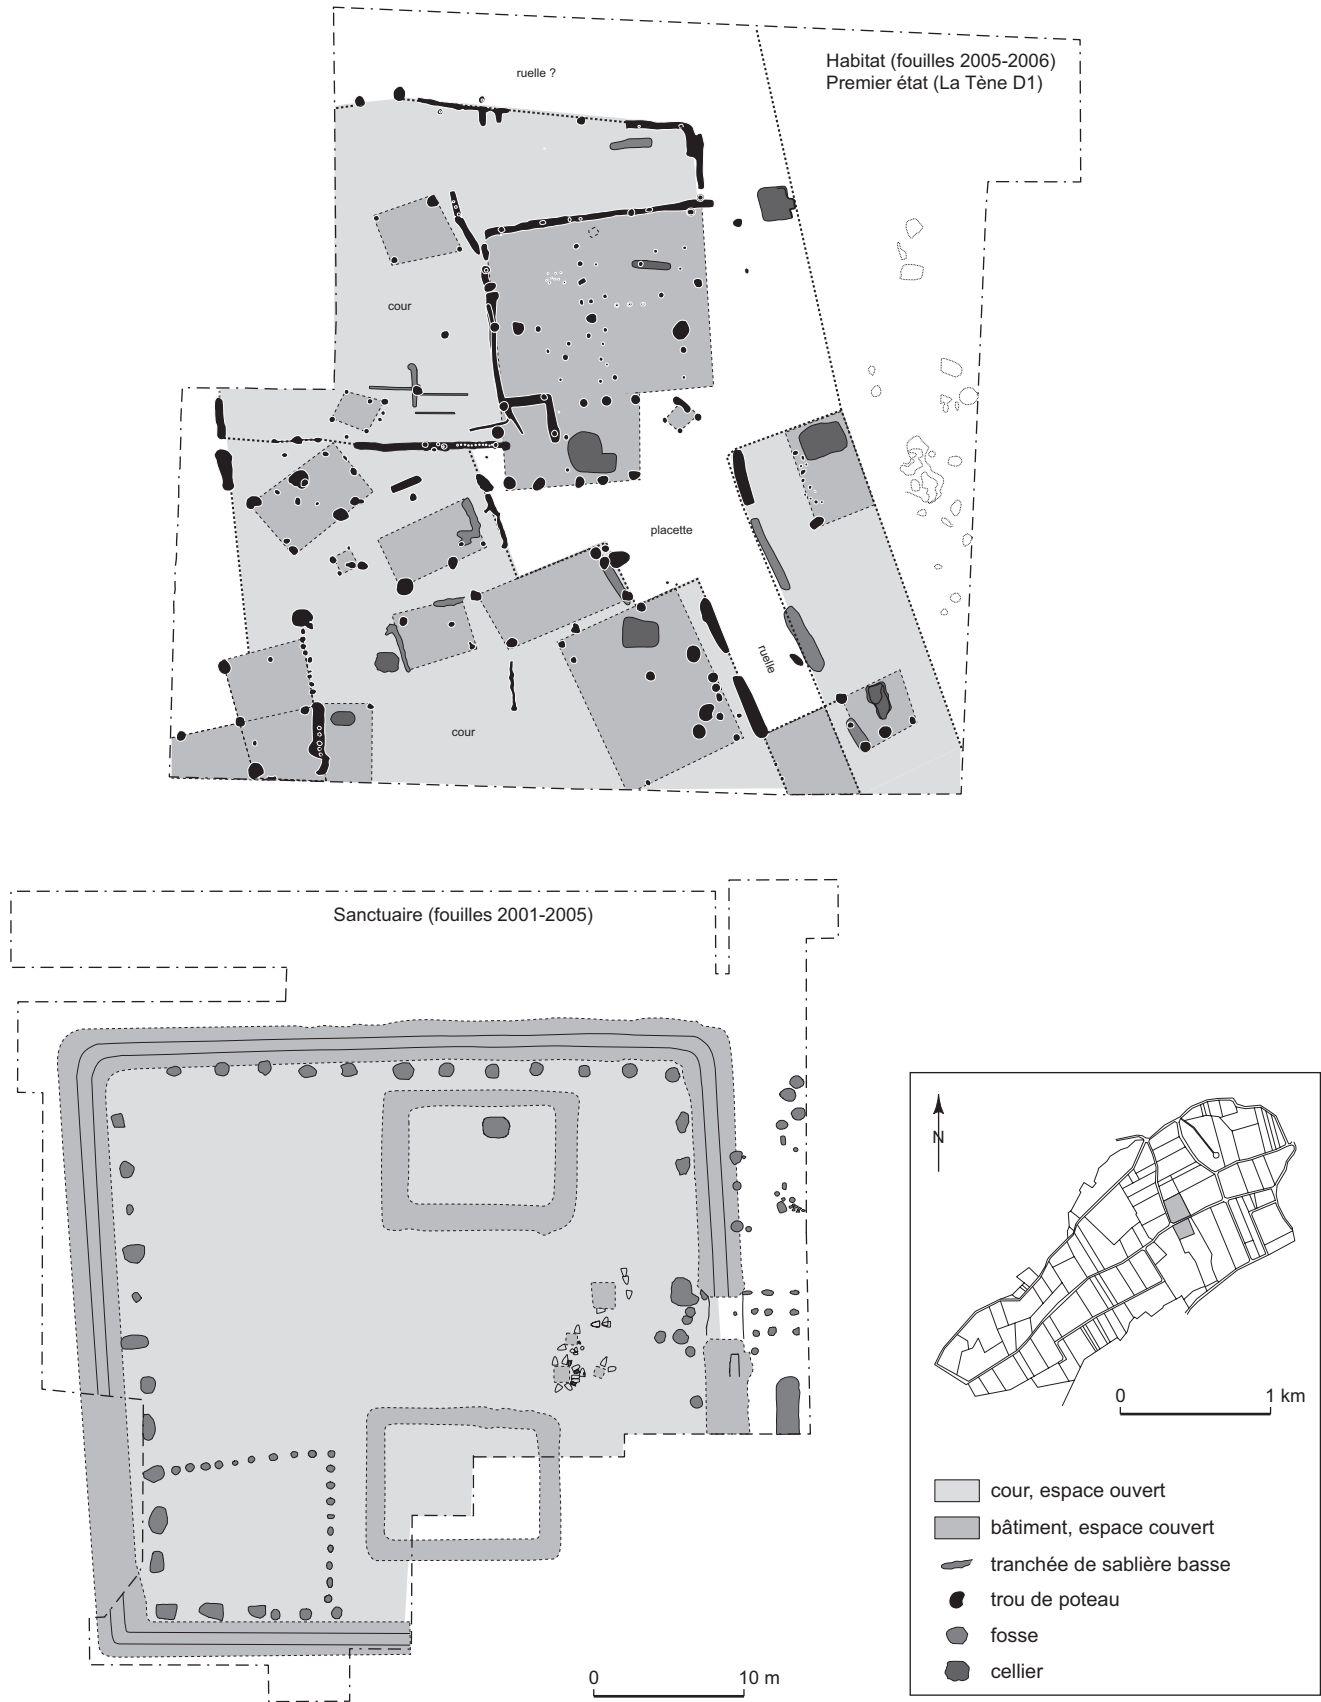 Habitat (fouilles 2005-2006)
Premier état (La Tène D1)
ruelle ?
cour
placette
ruelle
cour
Sanctuaire (fouilles 2001-2005)
0 10 m
N
0 1 km
cour, espace ouvert
bâtiment, espace couvert
tranchée de sablière basse
trou de poteau
fosse
cellier